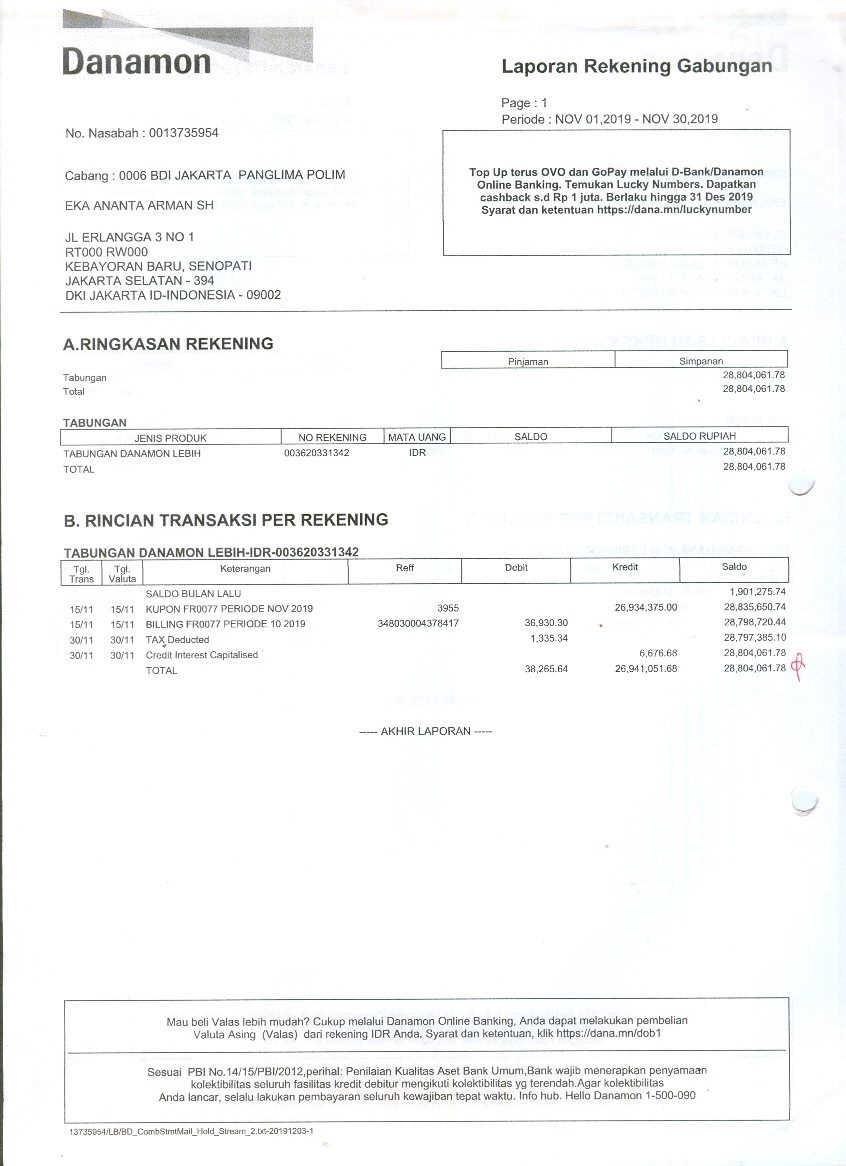 Danamon
Laporan Rekening Gabungan
Page : 1
Periode : NOV 01,2019 - NOV 30,2019
No. Nasabah : 0013735954
Cabang : 0006 BDI JAKARTA PANGLIMA POLIM
EKA ANANTA ARMAN SH
JL ERLANGGA 3 NO 1
RT000 RW000
KEBAYORAN BARU, SENOPATI
JAKARTA SELATAN - 394
DKI JAKARTA ID-INDONESIA - 09002
Top Up terus OVO dan GoPay melalui D-Bank/Danamon
Online Banking. Temukan Lucky Numbers. Dapatkan
cashback s.d Rp 1 juta. Berlaku hingga 31 Des 2019
Syarat dan ketentuan https://dana.mn/luckynumber
A.RINGKASAN REKENING
Pinjaman Simpanan
Tabungan 28,804,061.78
Total 28,804,061.78
TABUNGAN
JENIS PRODUK NO REKENING MATA UANG SALDO SALDO RUPIAH
TABUNGAN DANAMON LEBIH 003620331342 IDR 28,804,061.78
TOTAL 28,804,061.78
B. RINCIAN TRANSAKSI PER REKENING
TABUNGAN DANAMON LEBIH-IDR-003620331342
Tgl. Trans Tgl. Valuta Keterangan Reff Debit Kredit Saldo
SALDO BULAN LALU 1,901,275.74
15/11 15/11 KUPON FR0077 PERIODE NOV 2019 3955 26,934,375.00 28,835,650.74
15/11 15/11 BILLING FR0077 PERIODE 10 2019 348030004378417 36,930.30 28,798,720.44
30/11 30/11 TAX Deducted 1,335.34 28,797,385.10
30/11 30/11 Credit Interest Capitalised 6,676.68 28,804,061.78
TOTAL 38,265.64 26,941,051.68 28,804,061.78
----- AKHIR LAPORAN -----
Mau beli Valas lebih mudah? Cukup melalui Danamon Online Banking, Anda dapat melakukan pembelian
Valuta Asing (Valas) dari rekening IDR Anda. Syarat dan ketentuan, klik https://dana.mn/dob1
Sesuai PBI No.14/15/PBI/2012,perihal: Penilaian Kualitas Aset Bank Umum,Bank wajib menerapkan penyamaan
kolektibilitas seluruh fasilitas kredit debitur mengikuti kolektibilitas yg terendah.Agar kolektibilitas
Anda lancar, selalu lakukan pembayaran seluruh kewajiban tepat waktu. Info hub. Hello Danamon 1-500-090
13735954/LB/BD_CombStmtMail_Hold_Stream_2.txt-20191203-1